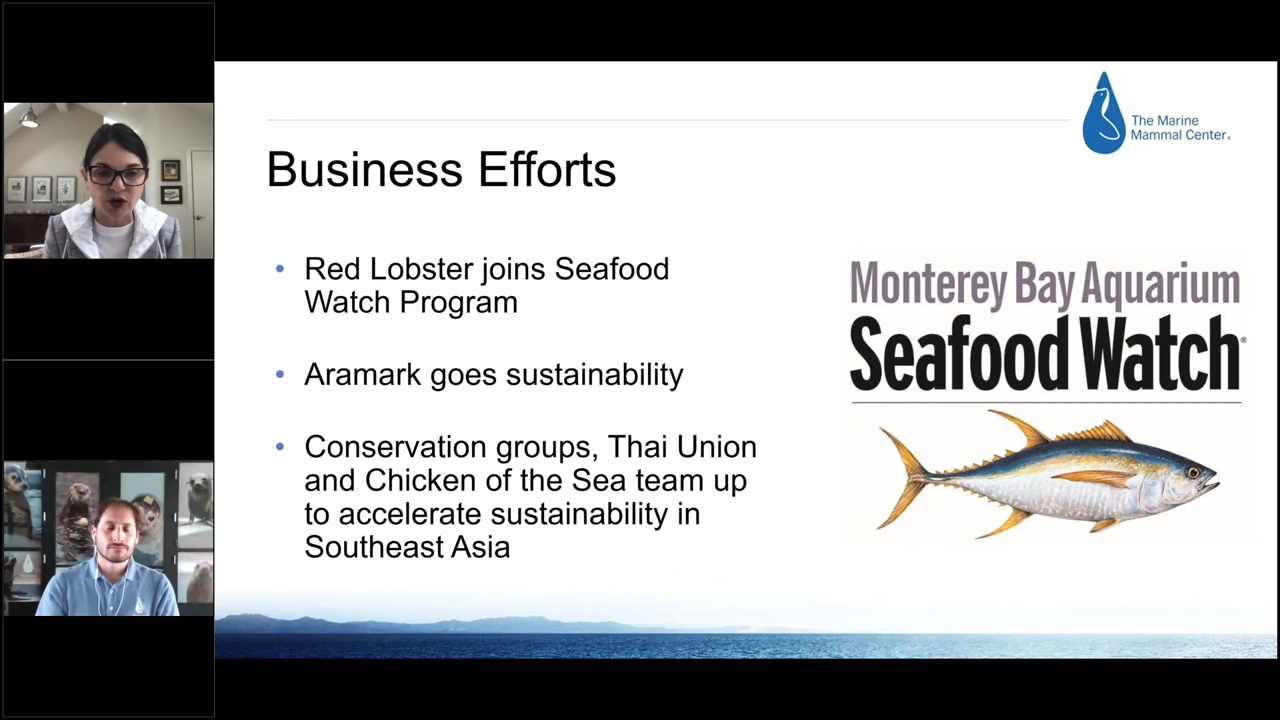 The Marine
Mammal Center®
Business Efforts
• Red Lobster joins Seafood
Watch Program
• Aramark goes sustainability
• Conservation groups, Thai Union
and Chicken of the Sea team up
to accelerate sustainability in
Southeast Asia
Monterey Bay Aquarium
Seafood Watch®